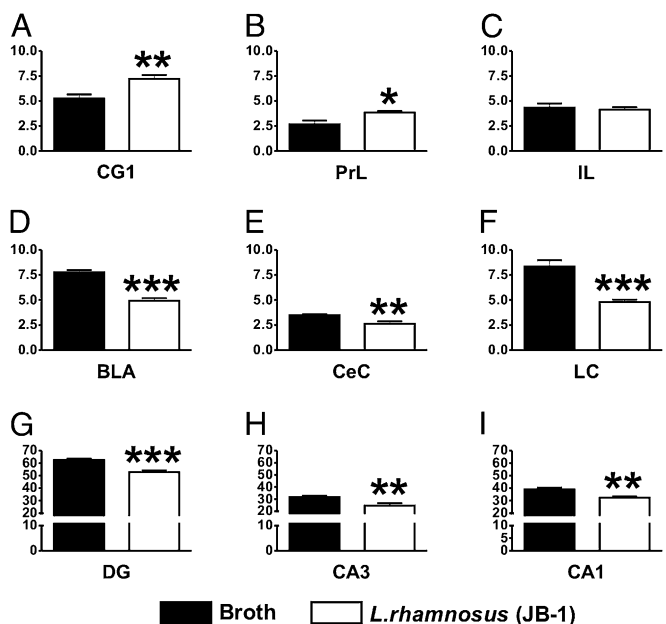 A B C
10.0 10.0 10.0
7.5 ** 7.5 7.5
5.0 5.0 * 5.0
2.5 2.5 2.5
0.0 0.0 0.0
CG1 PrL IL
D E F
10.0 10.0 10.0
7.5 *** 7.5 7.5 ***
5.0 5.0 ** 5.0
2.5 2.5 2.5
0.0 0.0 0.0
BLA CeC LC
G H I
70 *** 70 70
60 60 60
50 50 ** 50 **
40 40 40
30 30 30
20 20 20
10 10 10
5
0 0 0
DG CA3 CA1
Broth L.rhamnosus (JB-1)